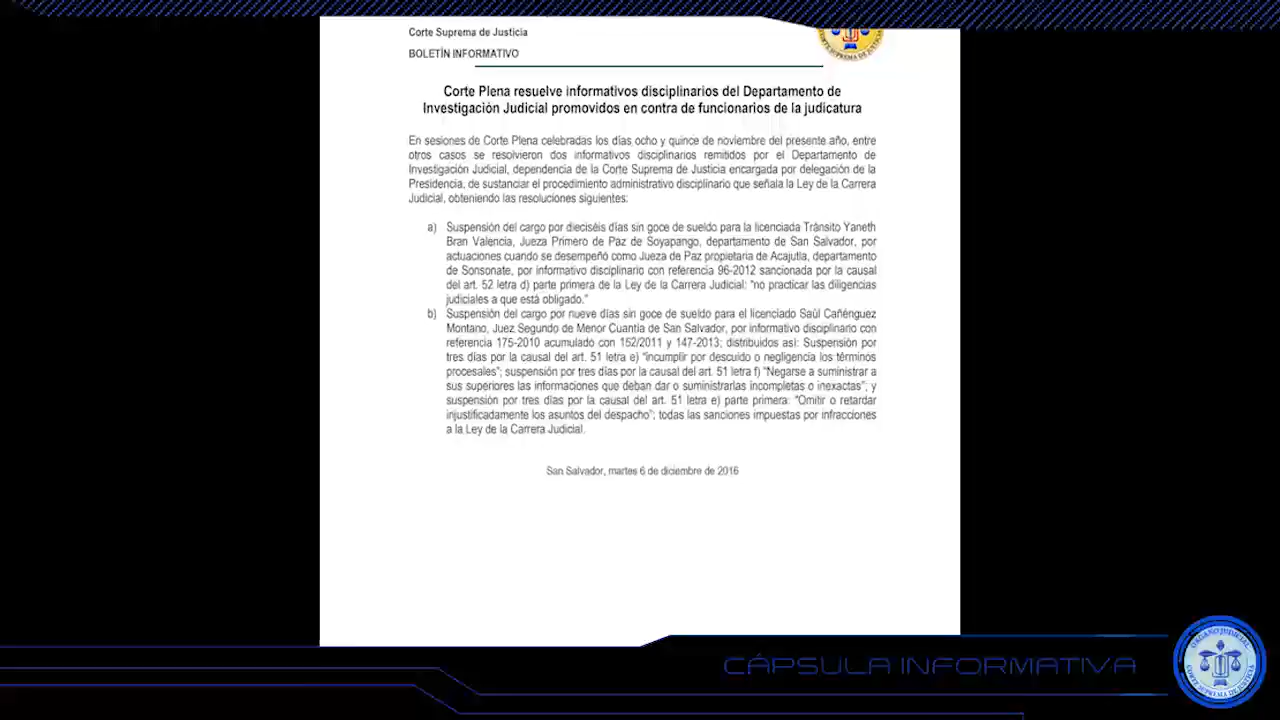 Corte Suprema de Justicia
BOLETÍN INFORMATIVO
CORTE SUPREMA DE JUSTICIA
Corte Plena resuelve informativos disciplinarios del Departamento de
Investigación Judicial promovidos en contra de funcionarios de la judicatura
En sesiones de Corte Plena celebradas los días ocho y quince de noviembre del presente año, entre
otros casos se resolvieron dos informativos disciplinarios remitidos por el Departamento de
Investigación Judicial, dependencia de la Corte Suprema de Justicia encargada por delegación de la
Presidencia, de sustanciar el procedimiento administrativo disciplinario que señala la Ley de la Carrera
Judicial, obteniendo las resoluciones siguientes:
a) Suspensión del cargo por dieciséis días sin goce de sueldo para la licenciada Tránsito Yaneth
Bran Valencia, Jueza Primero de Paz de Soyapango, departamento de San Salvador, por
actuaciones cuando se desempeñó como Jueza de Paz propietaria de Acajutla, departamento
de Sonsonate, por informativo disciplinario con referencia 96-2012 sancionada por la causal
del art. 52 letra d) parte primera de la Ley de la Carrera Judicial: “no practicar las diligencias
judiciales a que está obligado.”
b) Suspensión del cargo por nueve días sin goce de sueldo para el licenciado Saúl Cañénguez
Montano, Juez Segundo de Menor Cuantía de San Salvador, por informativo disciplinario con
referencia 175-2010 acumulado con 152/2011 y 147-2013; distribuidos así: Suspensión por
tres días por la causal del art. 51 letra e) “incumplir por descuido o negligencia los términos
procesales”; suspensión por tres días por la causal del art. 51 letra f) “Negarse a suministrar a
sus superiores las informaciones que deban dar o suministrarlas incompletas o inexactas”; y
suspensión por tres días por la causal del art. 51 letra e) parte primera: “Omitir o retardar
injustificadamente los asuntos del despacho”; todas las sanciones impuestas por infracciones
a la Ley de la Carrera Judicial.
San Salvador, martes 6 de diciembre de 2016
CÁPSULA INFORMATIVA
ÓRGANO JUDICIAL
CORTE SUPREMA DE JUSTICIA